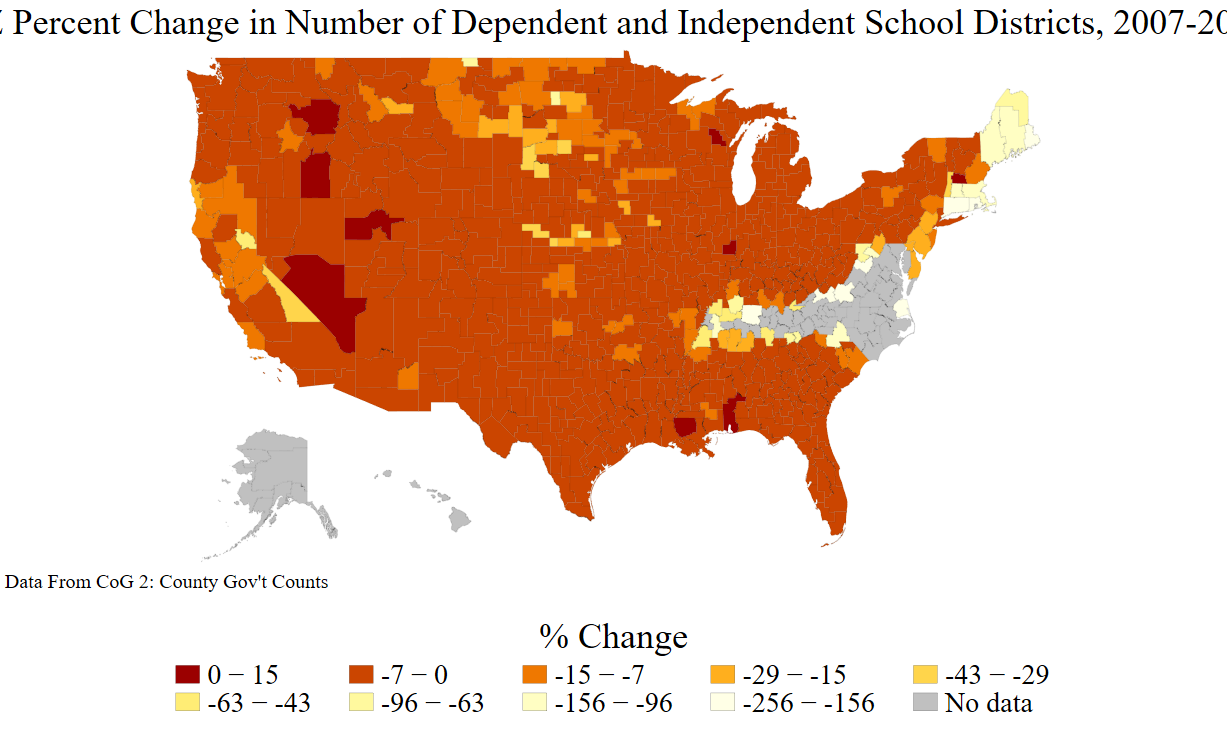 Percent Change in Number of Dependent and Independent School Districts, 2007-20
Data From CoG 2: County Gov't Counts
% Change
0 − 15
-7 − 0
-15 − -7
-29 − -15
-43 − -29
-63 − -43
-96 − -63
-156 − -96
-256 − -156
No data